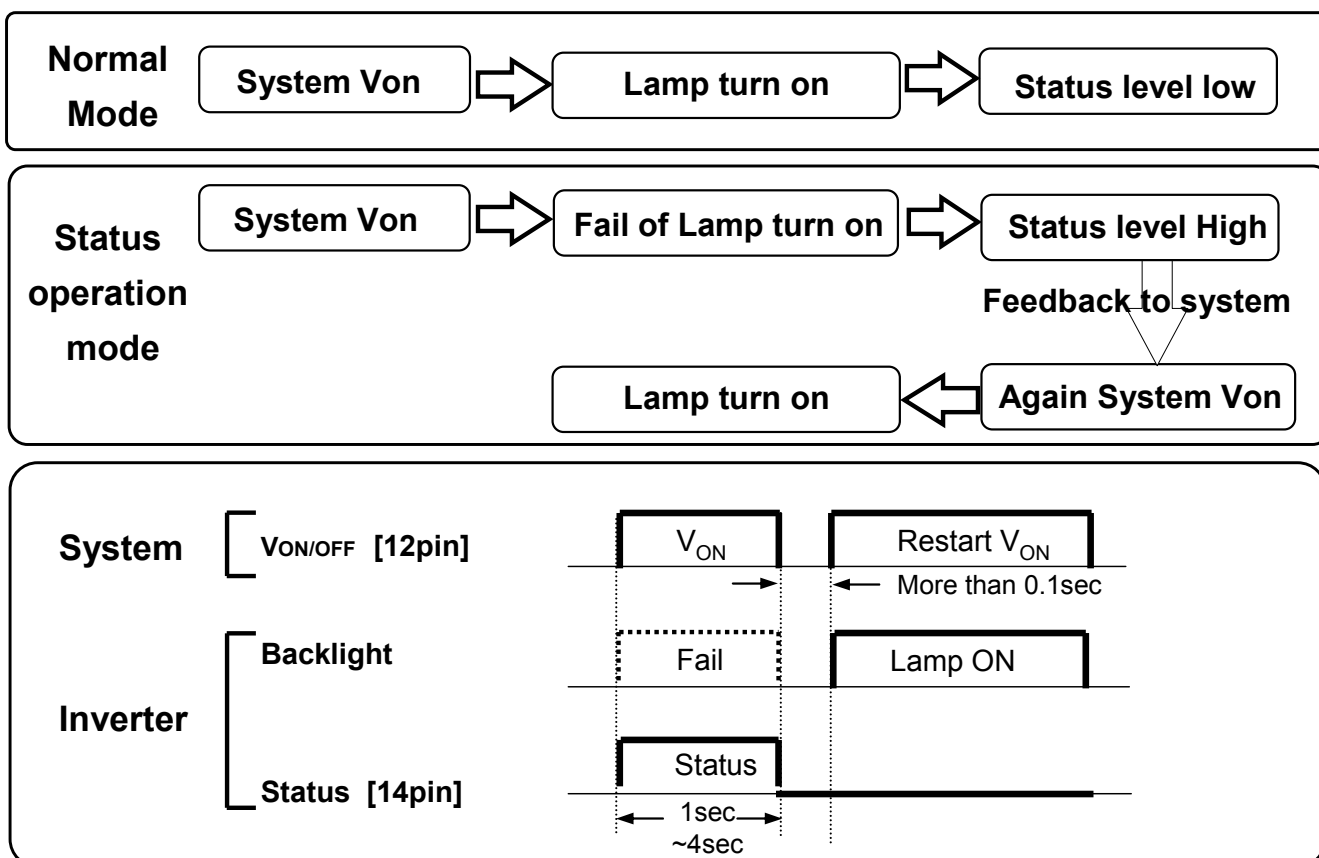 Normal
Mode
System Von
Lamp turn on
Status level low
Status
operation
mode
System Von
Fail of Lamp turn on
Status level High
Feedback to system
Lamp turn on
Again System Von
System
VON/OFF [12pin]
VON
Restart VON
More than 0.1sec
Inverter
Backlight
Fail
Lamp ON
Status [14pin]
Status
1sec
~4sec